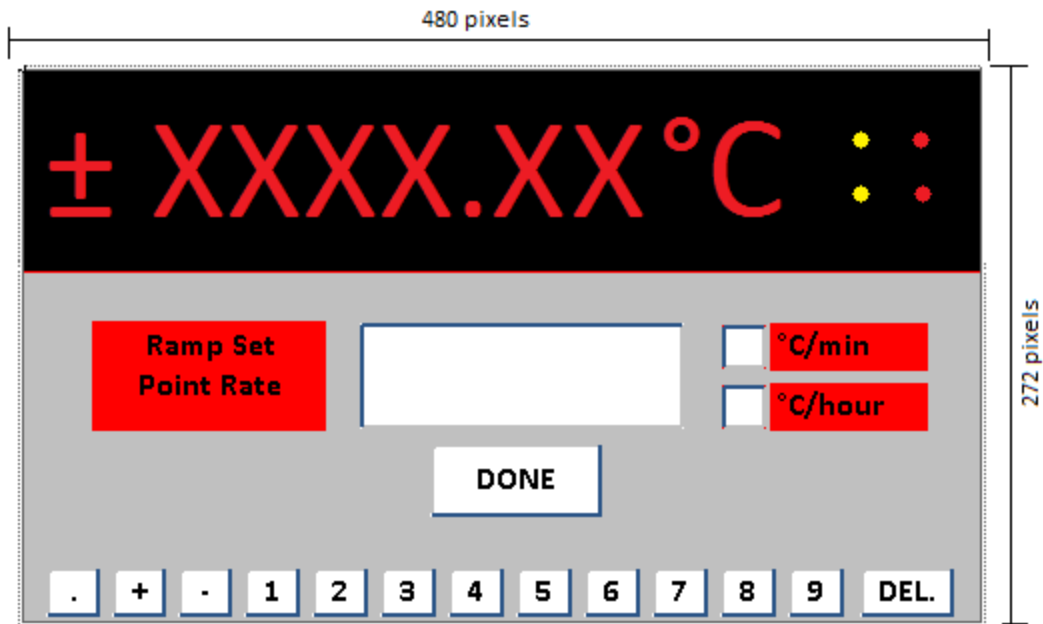 480 pixels
± XXXX.XX°C
272 pixels
Ramp Set
Point Rate
°C/min
°C/hour
DONE
. + - 1 2 3 4 5 6 7 8 9 DEL.